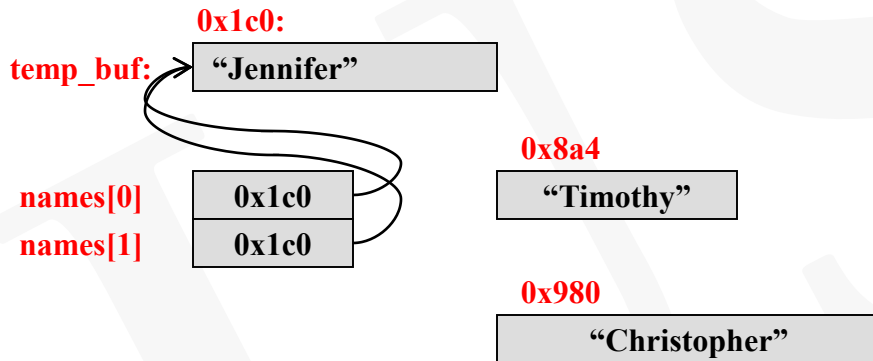 0x1c0:
temp_buf: “Jennifer”
0x8a4
names[0] 0x1c0 “Timothy”
names[1] 0x1c0
0x980
“Christopher”